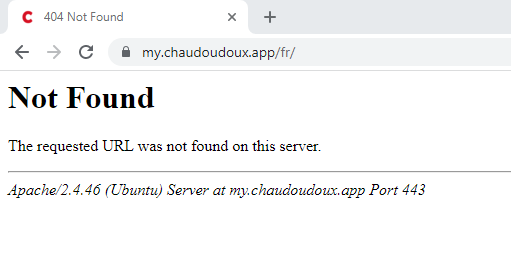 404 Not Found
my.chaudoudoux.app/fr/
Not Found
The requested URL was not found on this server.
Apache/2.4.46 (Ubuntu) Server at my.chaudoudoux.app Port 443